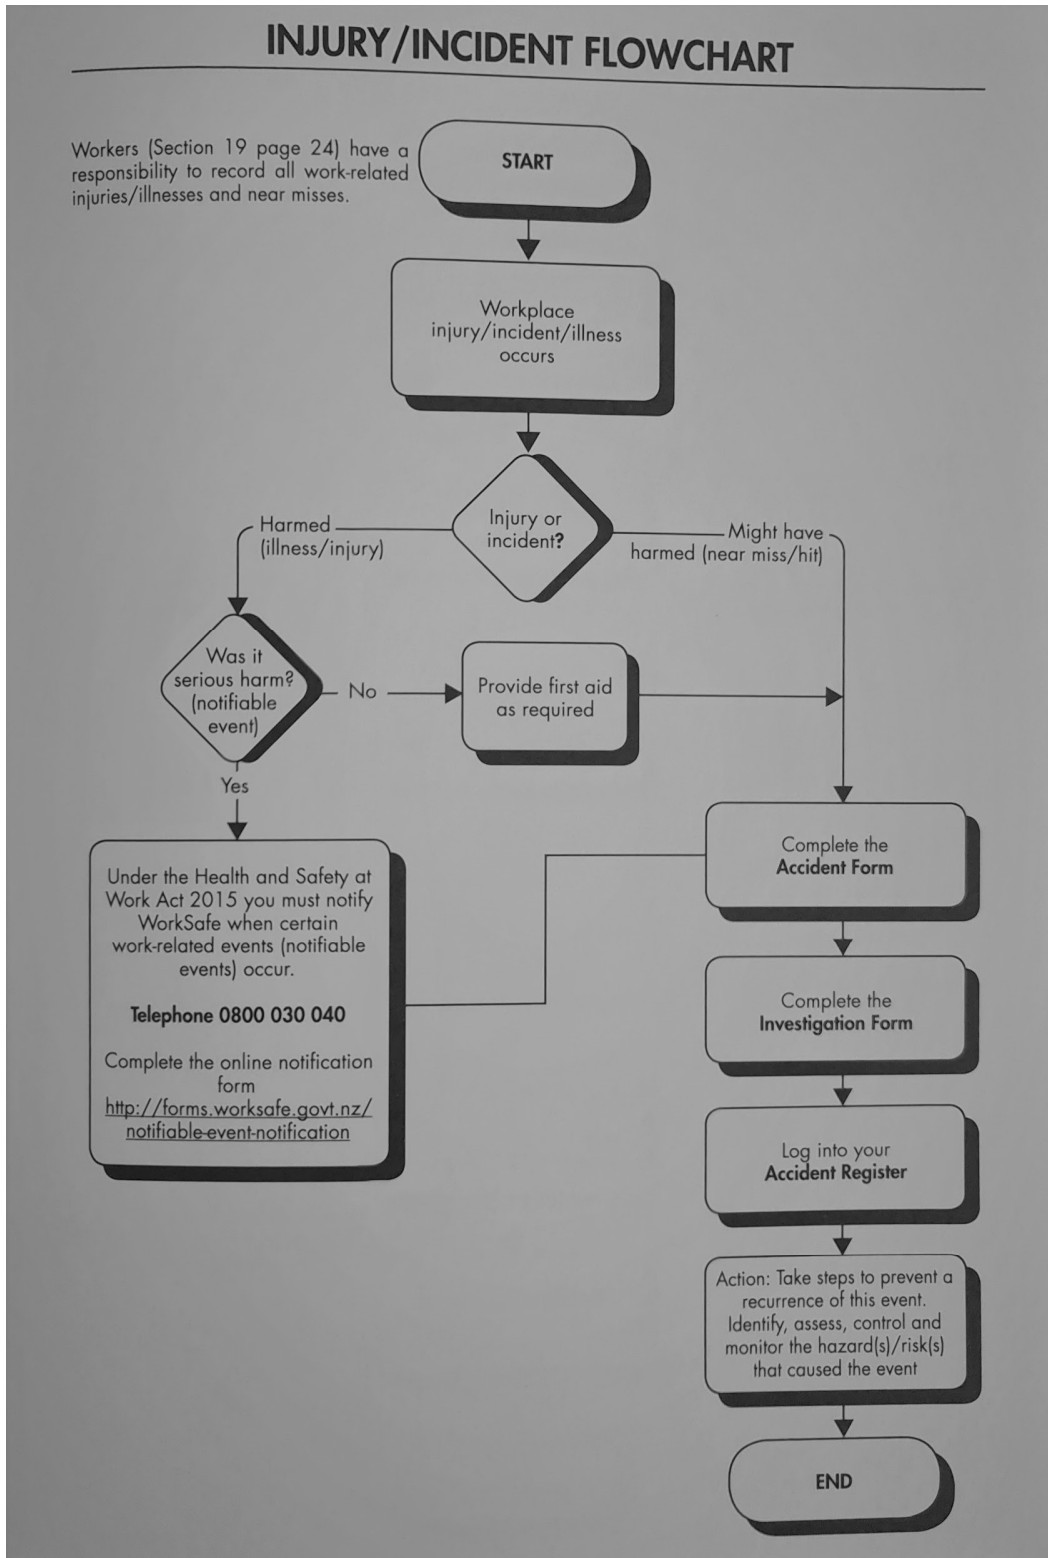 INJURY/INCIDENT FLOWCHART
Workers (Section 19 page 24) have a
responsibility to record all work-related
injuries/illnesses and near misses.
START
Workplace
injury/incident/illness
occurs
Injury or
incident?
Harmed
(illness/injury)
Might have
harmed (near miss/hit)
Was it
serious harm?
(notifiable
event)
No
Provide first aid
as required
Yes
Under the Health and Safety at
Work Act 2015 you must notify
WorkSafe when certain
work-related events (notifiable
events) occur.
Telephone 0800 030 040
Complete the online notification
form
http://forms.worksafe.govt.nz/
notifiable-event-notification
Complete the
Accident Form
Complete the
Investigation Form
Log into your
Accident Register
Action: Take steps to prevent a
recurrence of this event.
Identify, assess, control and
monitor the hazard(s)/risk(s)
that caused the event
END